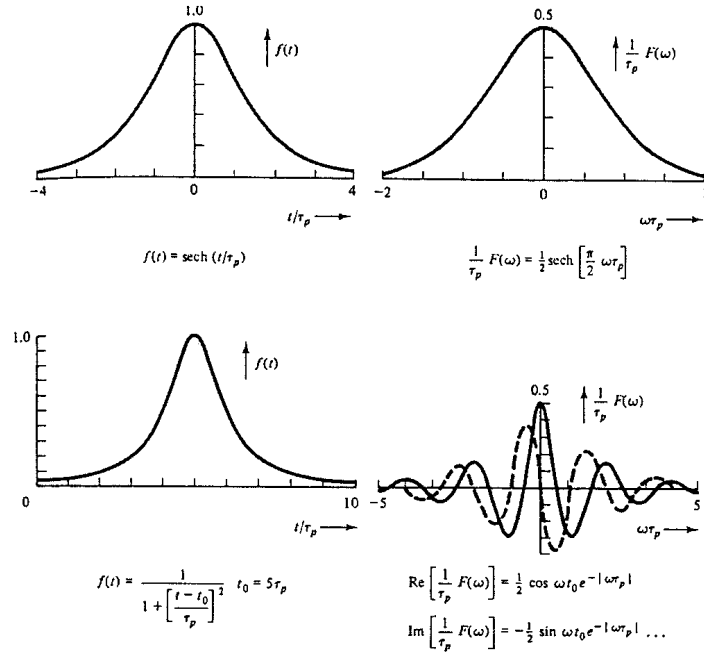 1.0
f(t)
-4 0 4
t/τ_p
f(t) = sech (t/τ_p)
0.5
1/τ_p F(ω)
-2 0
ωτ_p
1/τ_p F(ω) = 1/2 sech [π/2 ωτ_p]
1.0
f(t)
0 10
t/τ_p
f(t) = 1/(1 + [(t - t_0)/τ_p]^2) t_0 = 5τ_p
0.5
1/τ_p F(ω)
-5 5
ωτ_p
Re [1/τ_p F(ω)] = 1/2 cos ωt_0 e^-|ωτ_p|
Im [1/τ_p F(ω)] = -1/2 sin ωt_0 e^-|ωτ_p| ...